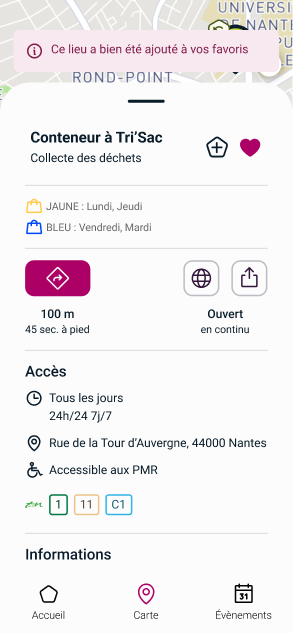 UNIVERSI
DE NANTE
Ce lieu a bien été ajouté à vos favoris
ROND-POINT
Conteneur à Tri’Sac
Collecte des déchets
JAUNE : Lundi, Jeudi
BLEU : Vendredi, Mardi
100 m
45 sec. à pied
Ouvert
en continu
Accès
Tous les jours
24h/24 7j/7
Rue de la Tour d’Auvergne, 44000 Nantes
Accessible aux PMR
1 11 C1
Informations
31
Accueil
Carte
Évènements